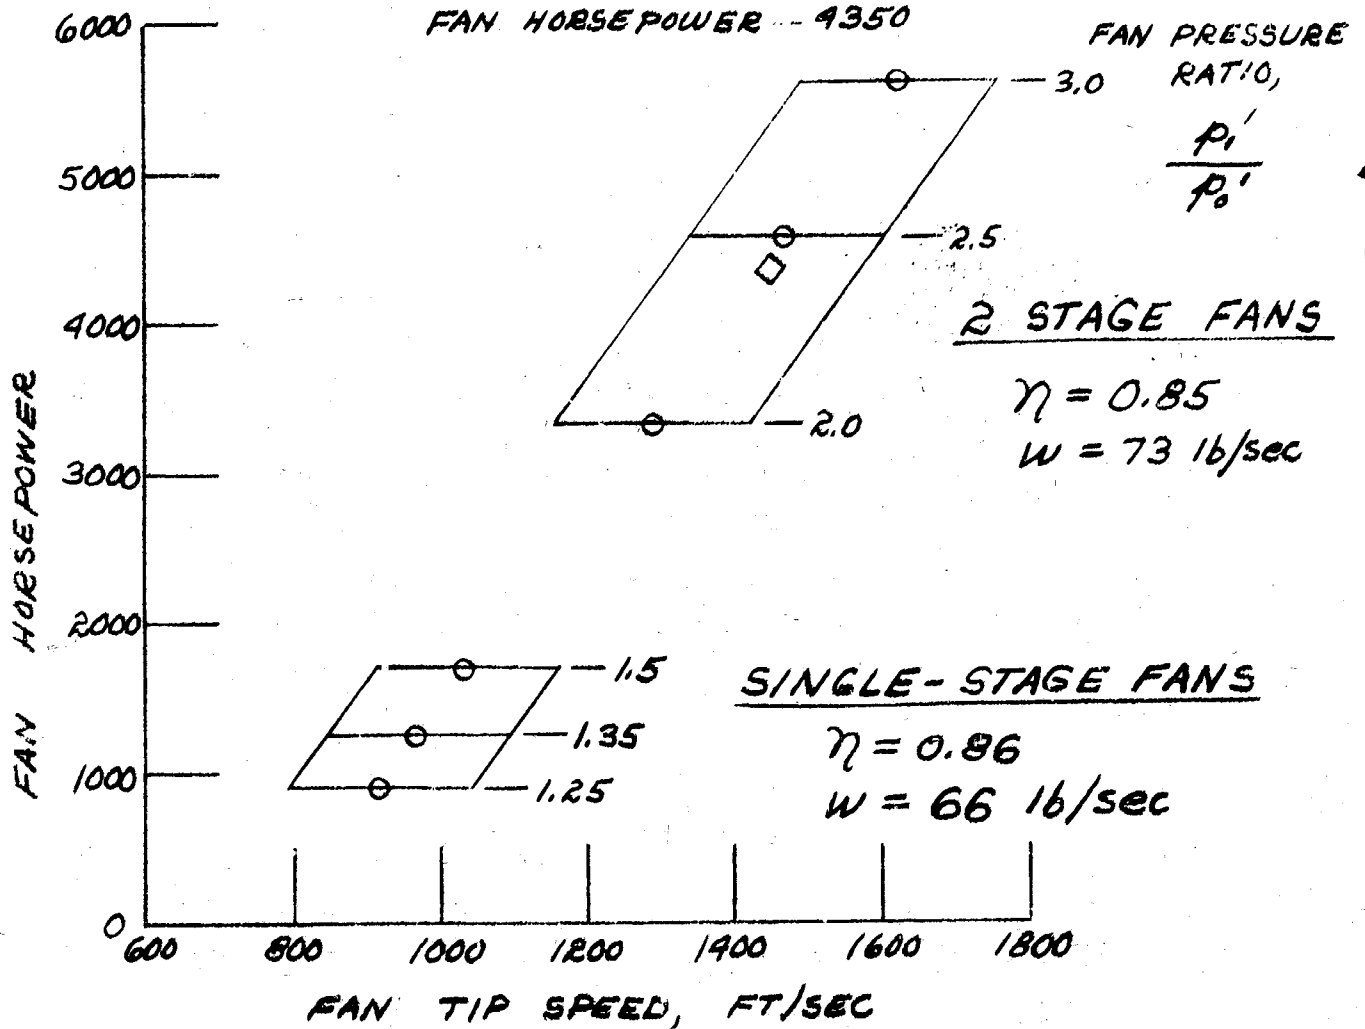 FAN HORSEPOWER -- 4350
FAN PRESSURE
RATIO,
p₁'
p₀'
6000
5000
4000
3000
2000
1000
0
FAN HORSEPOWER
3.0
2.5
2.0
2 STAGE FANS
η = 0.85
w = 73 lb/sec
1.5
1.35
1.25
SINGLE-STAGE FANS
η = 0.86
w = 66 lb/sec
600 800 1000 1200 1400 1600 1800
FAN TIP SPEED, FT/SEC